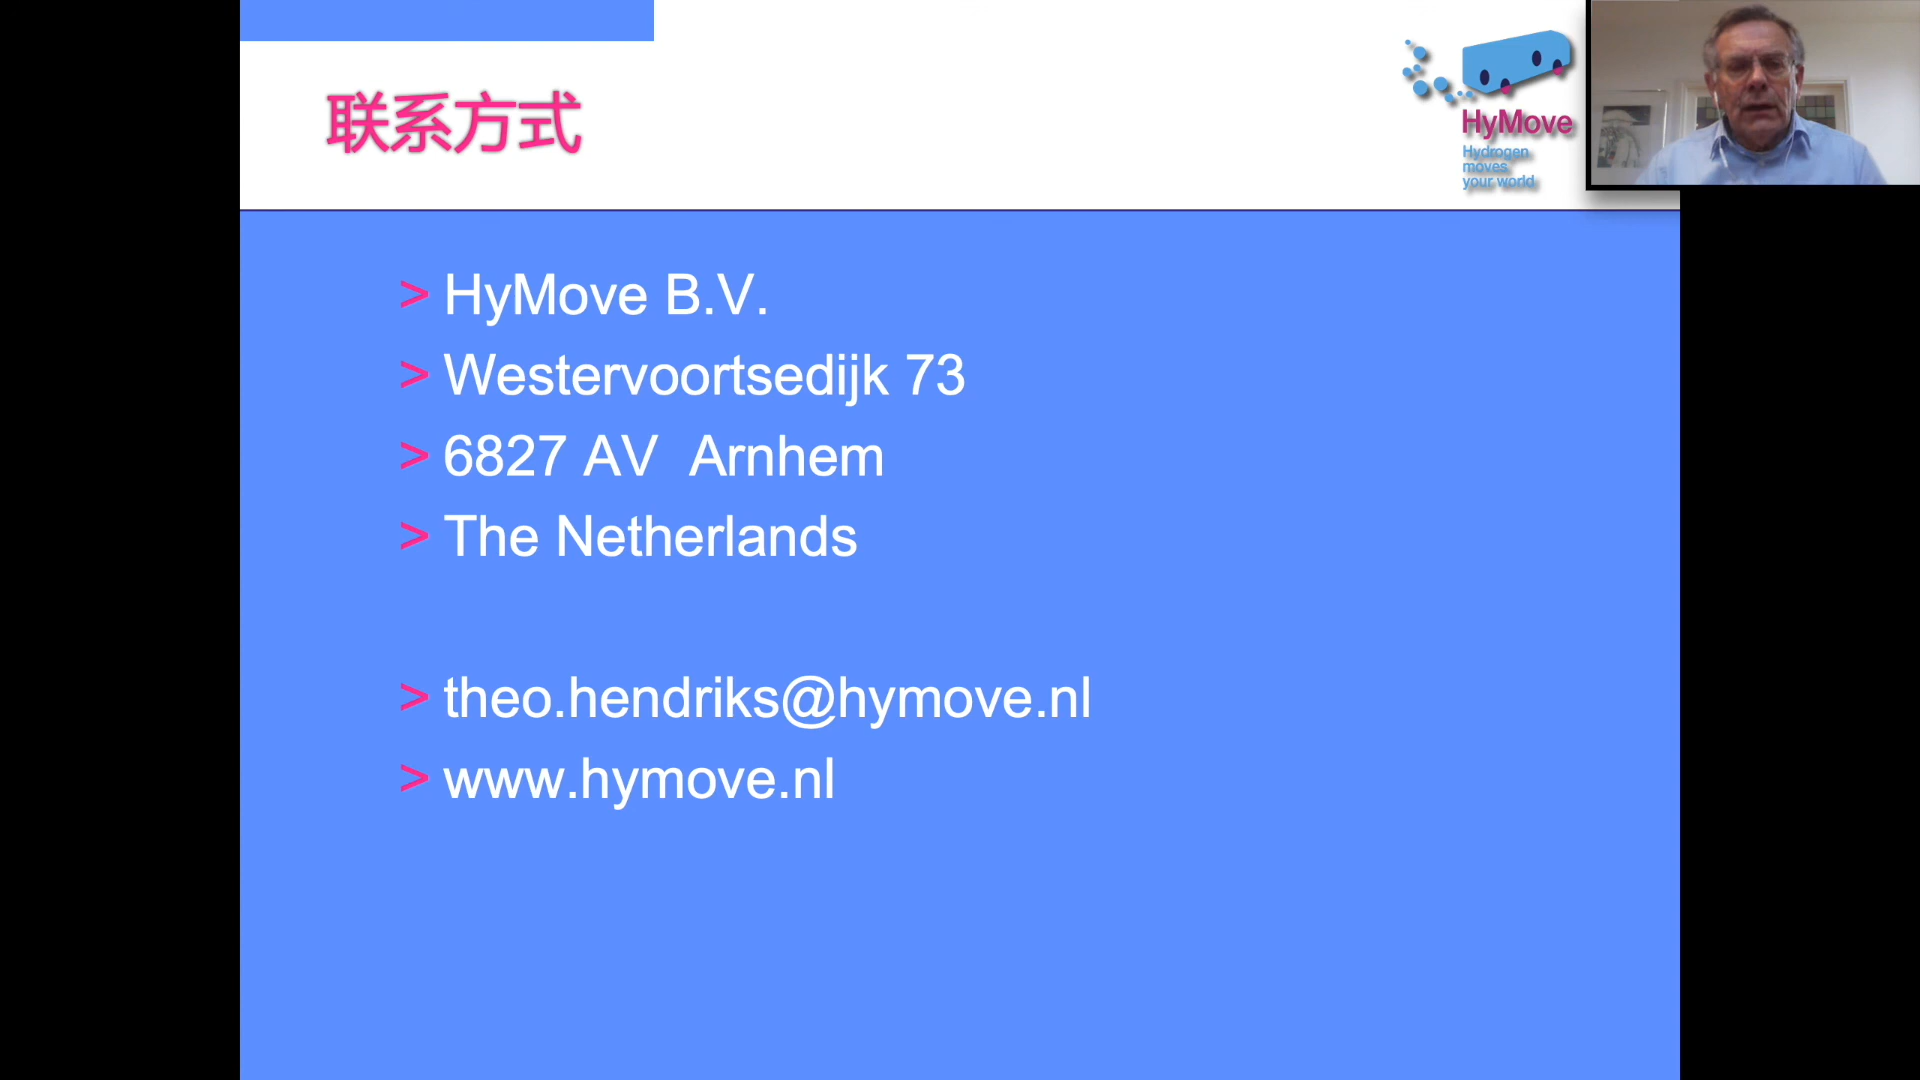 联系方式
HyMove
Hydrogen
moves
your world
> HyMove B.V.
> Westervoortsedijk 73
> 6827 AV  Arnhem
> The Netherlands
> theo.hendriks@hymove.nl
> www.hymove.nl